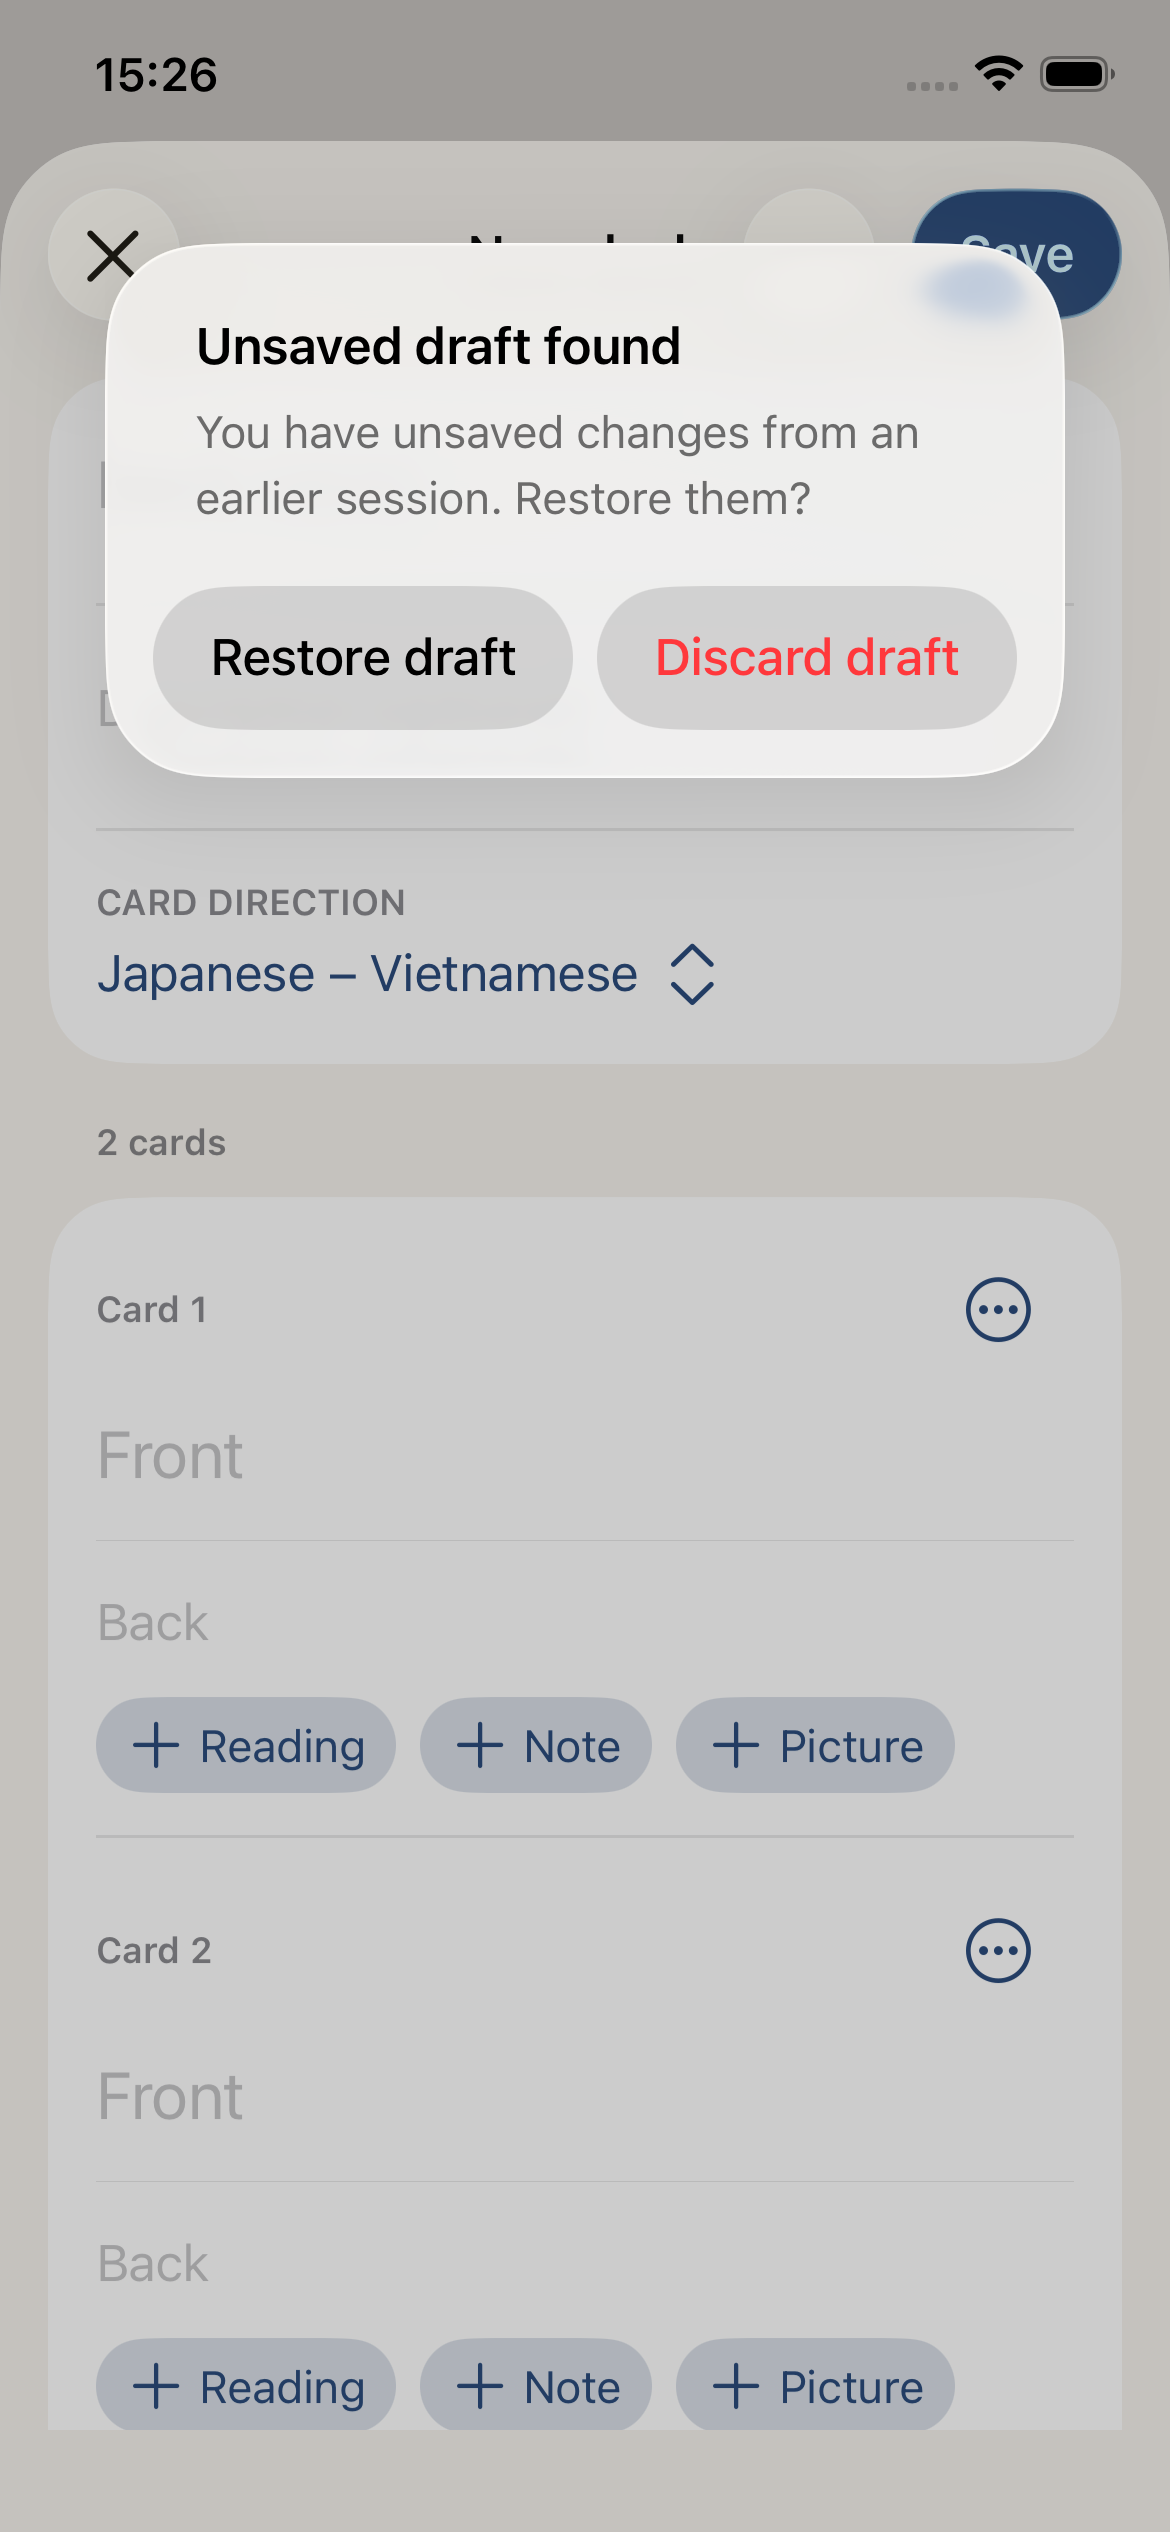 15:26
Save
Unsaved draft found
You have unsaved changes from an
earlier session. Restore them?
Restore draft
Discard draft
CARD DIRECTION
Japanese – Vietnamese
2 cards
Card 1
Front
Back
Reading
Note
Picture
Card 2
Front
Back
Reading
Note
Picture